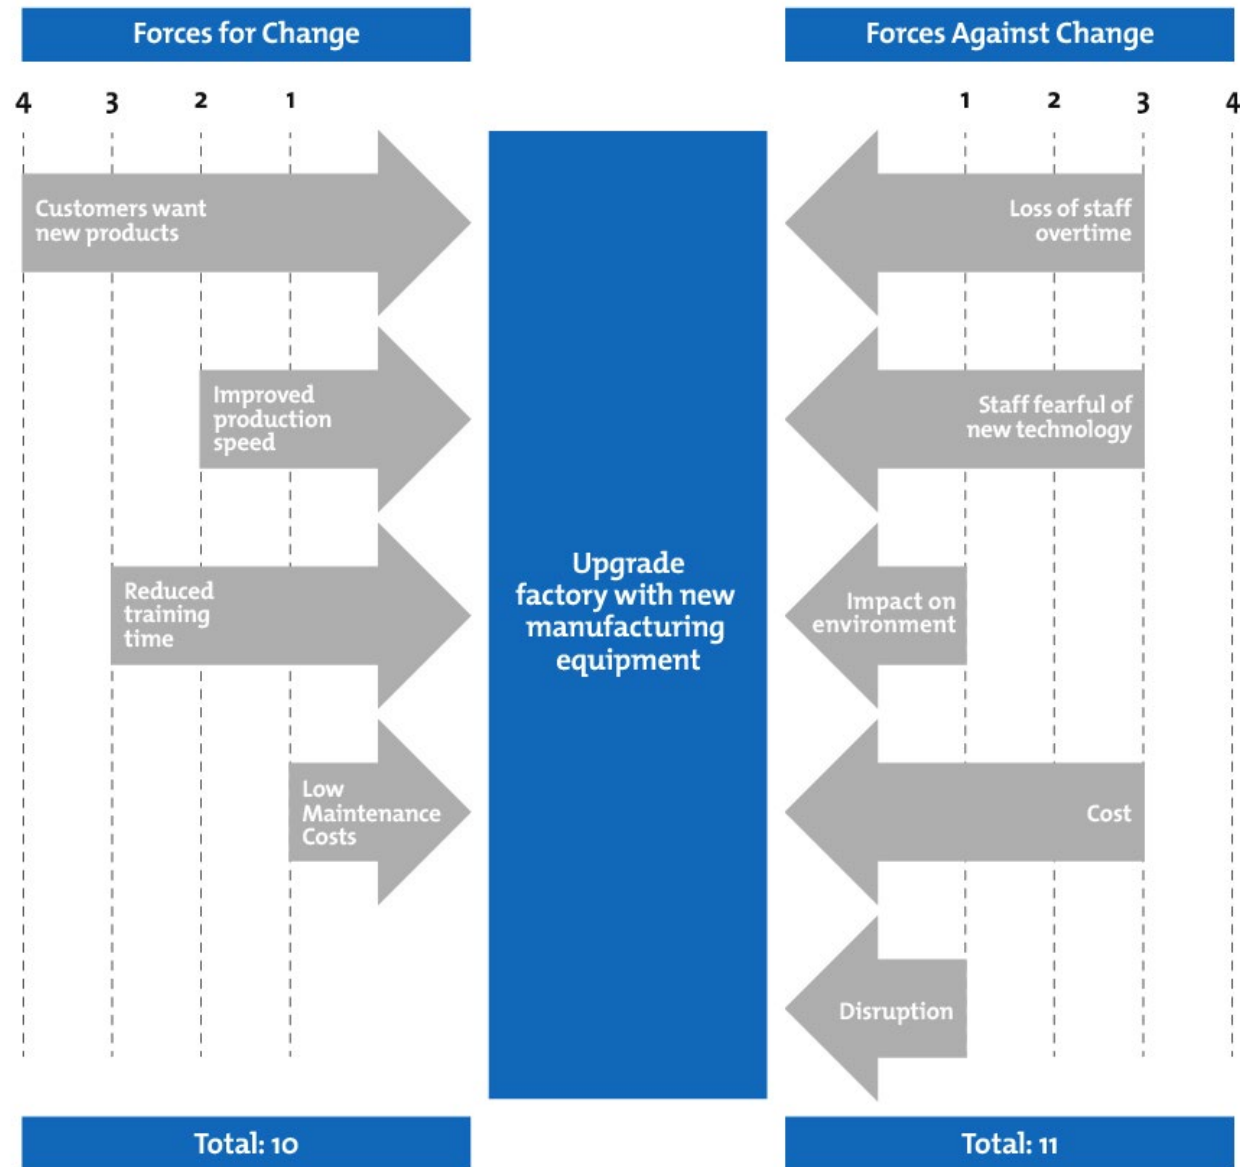 Forces for Change
Forces Against Change
4 3 2 1
1 2 3 4
Customers want
new products
Loss of staff
overtime
Improved
production
speed
Staff fearful of
new technology
Reduced
training
time
Upgrade
factory with new
manufacturing
equipment
Impact on
environment
Low
Maintenance
Costs
Cost
Disruption
Total: 10
Total: 11